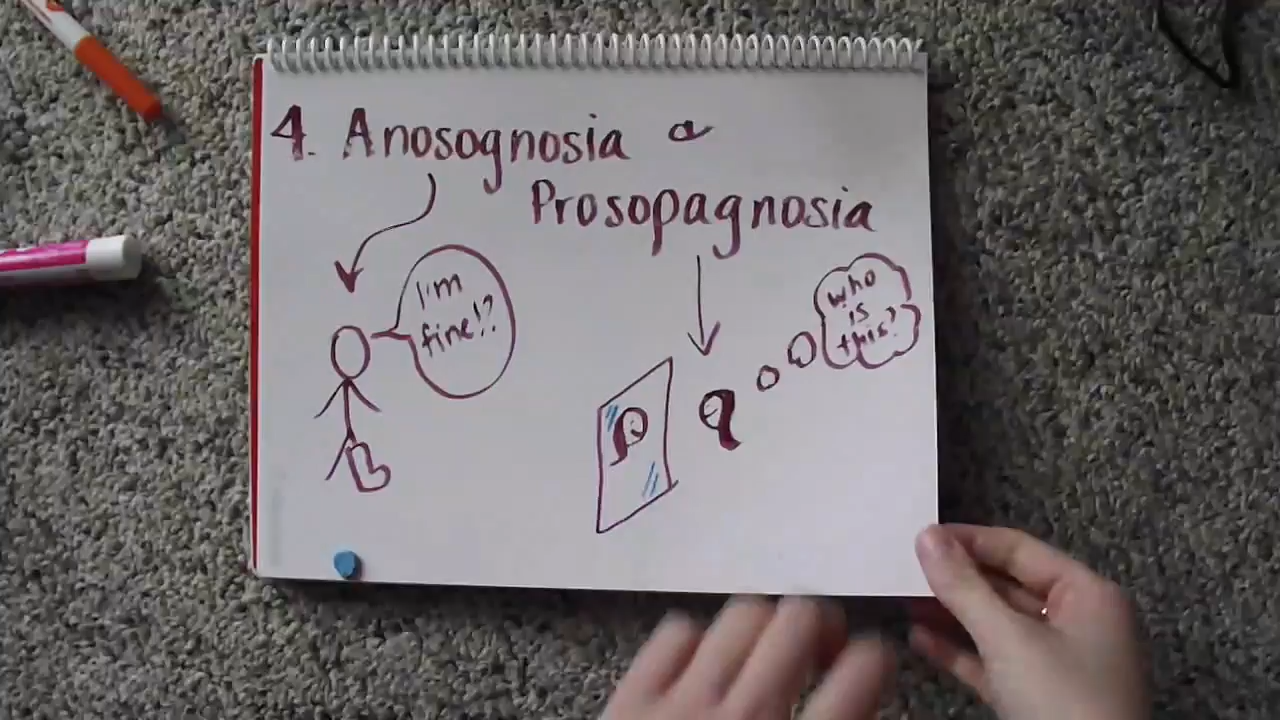 4. Anosognosia &
Prosopagnosia
I'm
fine!?
who
is
this?